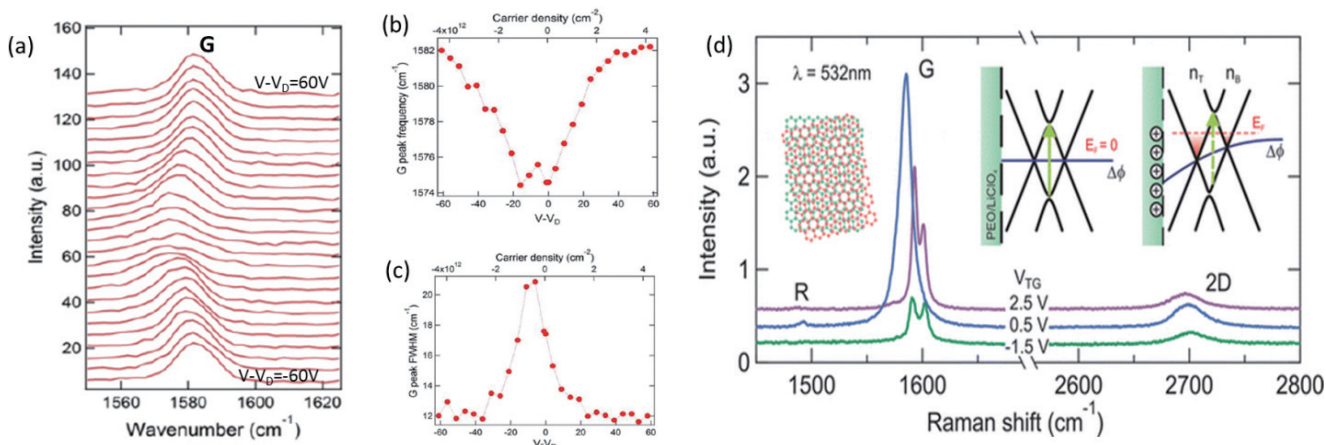 (a)
Intensity (a.u.)
160
140
120
100
80
60
40
20
G
V-V_D=60V
V-V_D=-60V
1560 1580 1600 1620
Wavenumber (cm⁻¹)
(b)
Carrier density (cm⁻²)
-4x10¹² -2 0 2 4
G peak frequency (cm⁻¹)
1582
1580
1578
1576
1574
-60 -40 -20 0 20 40 60
V-V_D
(c)
Carrier density (cm⁻²)
-4x10¹² -2 0 2 4
G peak FWHM (cm⁻¹)
20
18
16
14
12
-60 -40 -20 0 20 40 60
V-V_D
(d)
Intensity (a.u.)
3
2
1
0
λ = 532nm
G
R
2D
PEO/LiClO₄
E_F = 0
Δϕ
n_T n_B
E_F
Δϕ
+
+
+
+
+
V_TG
2.5 V
0.5 V
-1.5 V
1500 1600 2600 2700 2800
Raman shift (cm⁻¹)